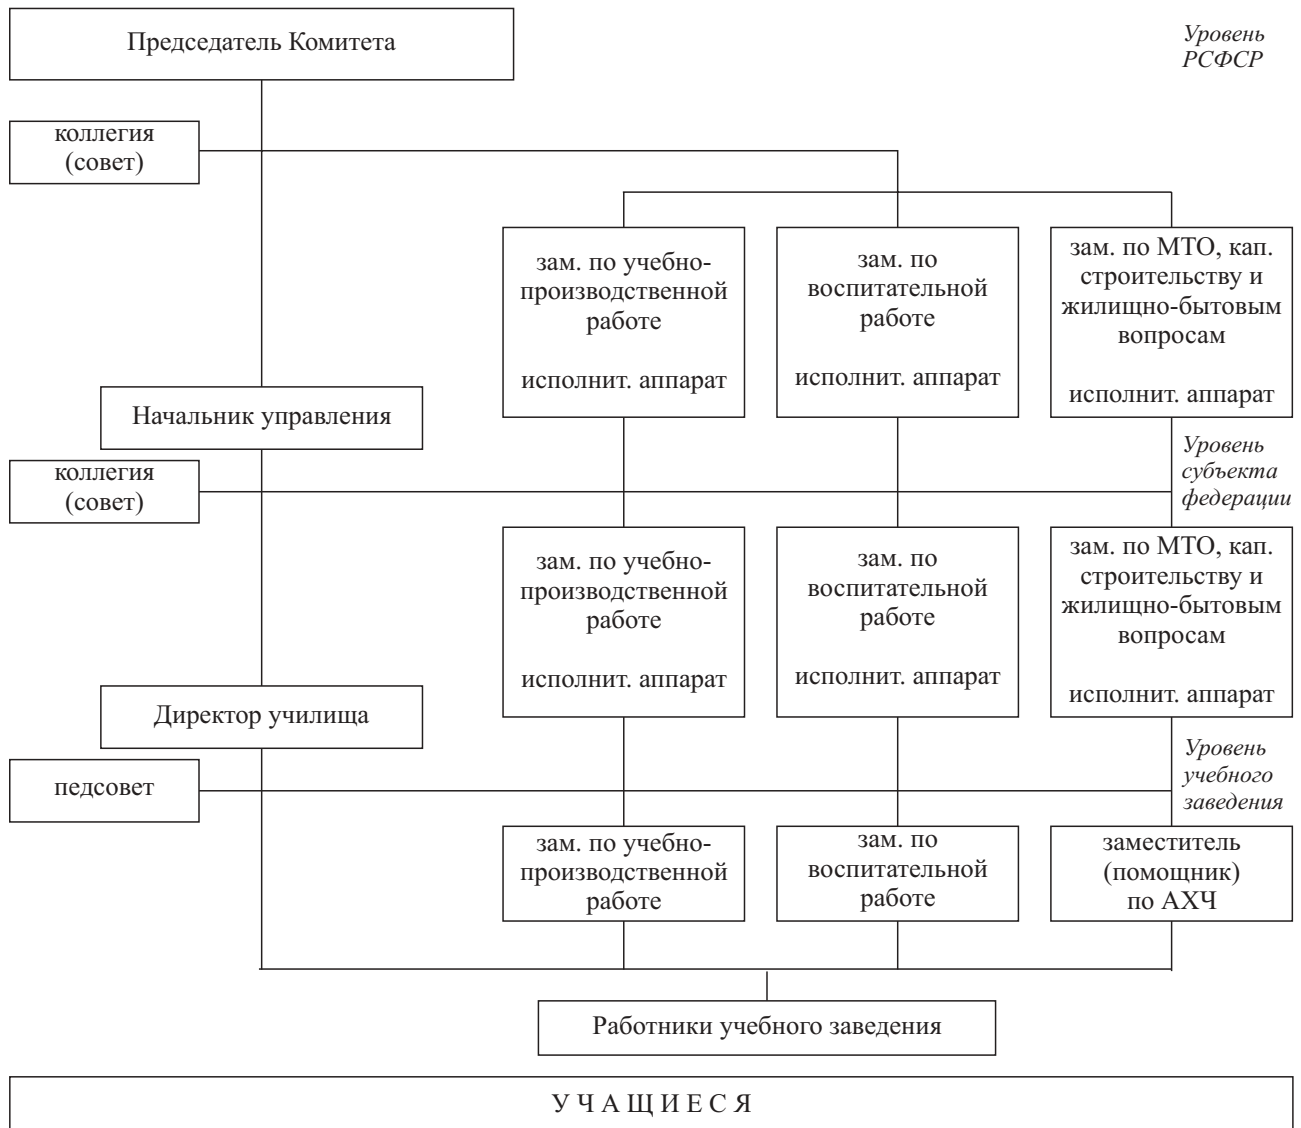 Председатель Комитета
Уровень
РСФСР
коллегия
(совет)
зам. по учебно-
производственной
работе
исполнит. аппарат
зам. по
воспитательной
работе
исполнит. аппарат
зам. по МТО, кап.
строительству и
жилищно-бытовым
вопросам
исполнит. аппарат
Начальник управления
Уровень
субъекта
федерации
коллегия
(совет)
зам. по учебно-
производственной
работе
исполнит. аппарат
зам. по
воспитательной
работе
исполнит. аппарат
зам. по МТО, кап.
строительству и
жилищно-бытовым
вопросам
исполнит. аппарат
Директор училища
Уровень
учебного
заведения
педсовет
зам. по учебно-
производственной
работе
зам. по
воспитательной
работе
заместитель
(помощник)
по АХЧ
Работники учебного заведения
У Ч А Щ И Е С Я